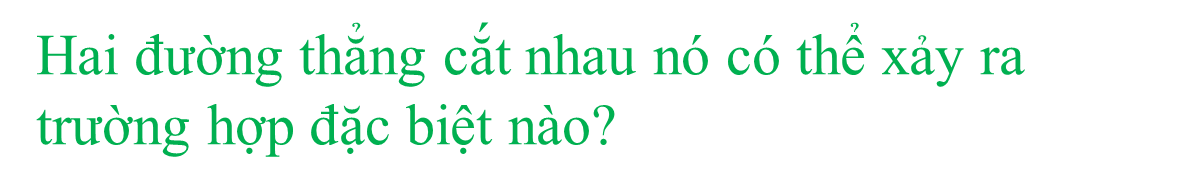 Hai đường thẳng cắt nhau nó có thể xảy ra
trường hợp đặc biệt nào?